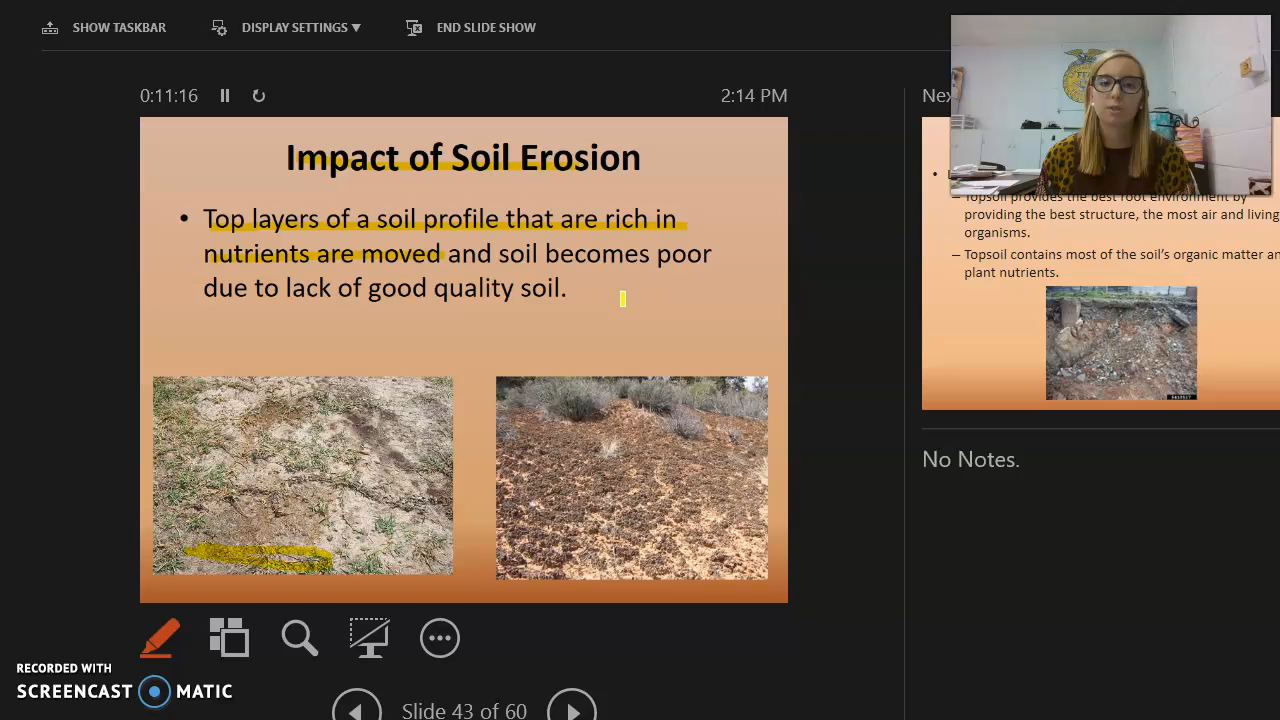 SHOW TASKBAR
DISPLAY SETTINGS ▼
END SLIDE SHOW
0:11:16
2:14 PM
Impact of Soil Erosion
• Top layers of a soil profile that are rich in
nutrients are moved and soil becomes poor
due to lack of good quality soil.
– Topsoil provides the best root environment by
providing the best structure, the most air and living
organisms.
– Topsoil contains most of the soil's organic matter
plant nutrients.
No Notes.
RECORDED WITH
SCREENCAST MATIC
Slide 43 of 60